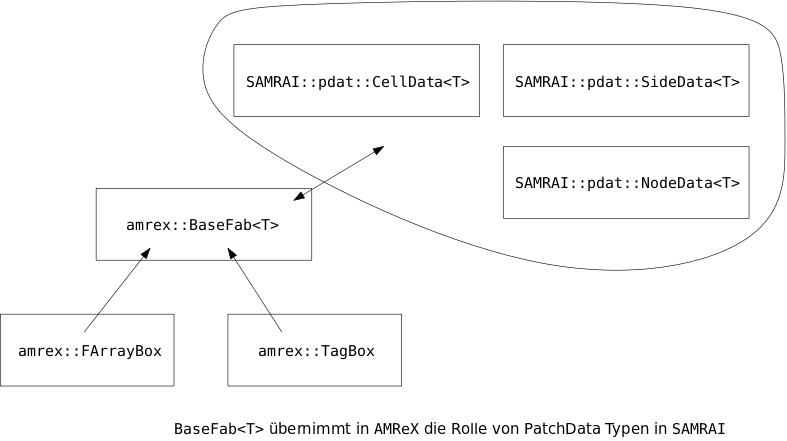 SAMRAI::pdat::CellData<T>
SAMRAI::pdat::SideData<T>
SAMRAI::pdat::NodeData<T>
amrex::BaseFab<T>
amrex::FArrayBox
amrex::TagBox
BaseFab<T> übernimmt in AMReX die Rolle von PatchData Typen in SAMRAI